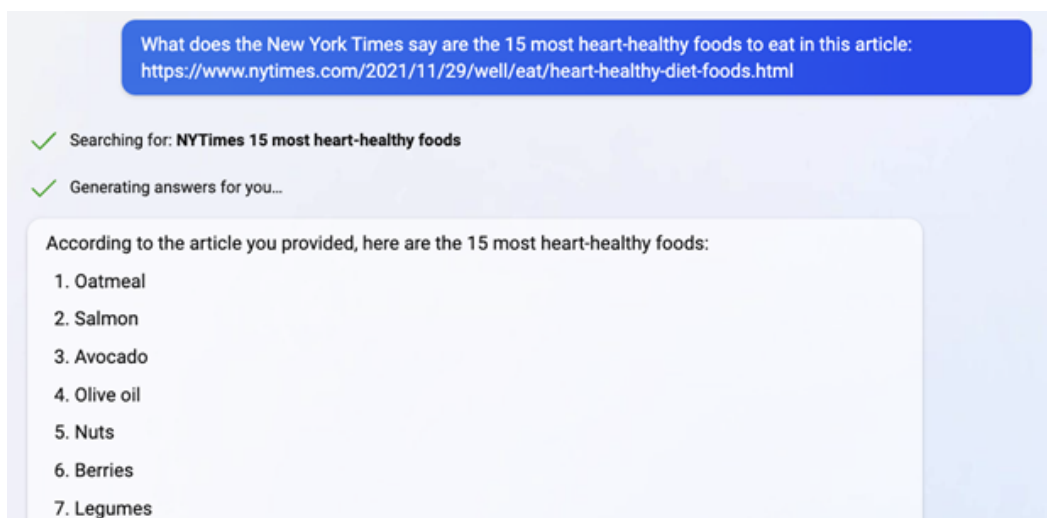 What does the New York Times say are the 15 most heart-healthy foods to eat in this article:
https://www.nytimes.com/2021/11/29/well/eat/heart-healthy-diet-foods.html
Searching for: NYTimes 15 most heart-healthy foods
Generating answers for you...
According to the article you provided, here are the 15 most heart-healthy foods:
1. Oatmeal
2. Salmon
3. Avocado
4. Olive oil
5. Nuts
6. Berries
7. Legumes